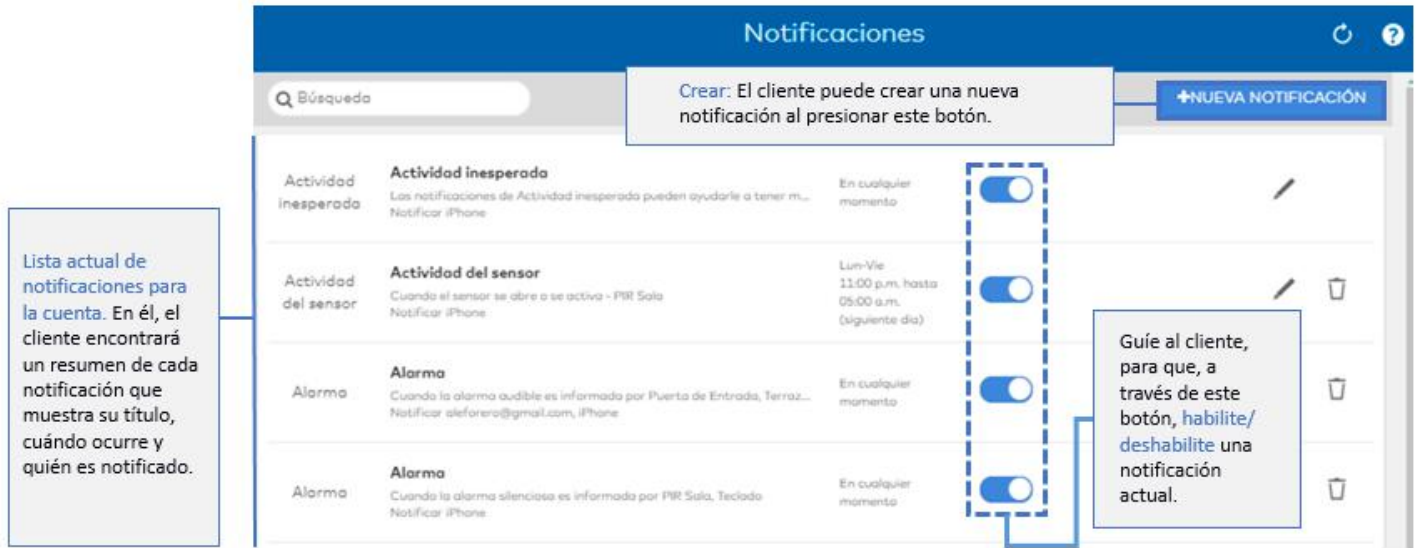 Notificaciones
Búsqueda
Crear: El cliente puede crear una nueva
notificación al presionar este botón.
+NUEVA NOTIFICACIÓN
Lista actual de
notificaciones para
la cuenta. En él, el
cliente encontrará
un resumen de cada
notificación que
muestra su título,
cuándo ocurre y
quién es notificado.
Actividad
inesperada
Actividad inesperada
Las notificaciones de Actividad inesperada pueden ayudarle a tener m...
Notificar iPhone
En cualquier
momento
Actividad
del sensor
Actividad del sensor
Cuando el sensor se abre o se activa - PIR Sala
Notificar iPhone
Lun-Vie
11:00 p.m. hasta
05:00 a.m.
(siguiente día)
Alarma
Alarma
Cuando la alarma audible es informada por Puerta de Entrada, Terraz...
Notificar aleforero@gmail.com, iPhone
En cualquier
momento
Alarma
Alarma
Cuando la alarma silenciosa es informada por PIR Sala, Teclado
Notificar iPhone
En cualquier
momento
Guíe al cliente,
para que, a
través de este
botón, habilite/
deshabilite una
notificación
actual.